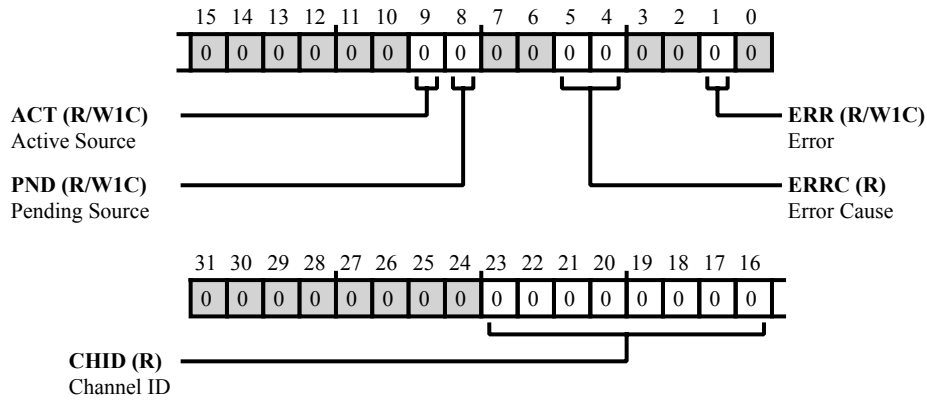 15 14 13 12 11 10 9 8 7 6 5 4 3 2 1 0
0 0 0 0 0 0 0 0 0 0 0 0 0 0 0 0
ACT (R/W1C)
Active Source
PND (R/W1C)
Pending Source
ERR (R/W1C)
Error
ERRC (R)
Error Cause
31 30 29 28 27 26 25 24 23 22 21 20 19 18 17 16
0 0 0 0 0 0 0 0 0 0 0 0 0 0 0 0
CHID (R)
Channel ID